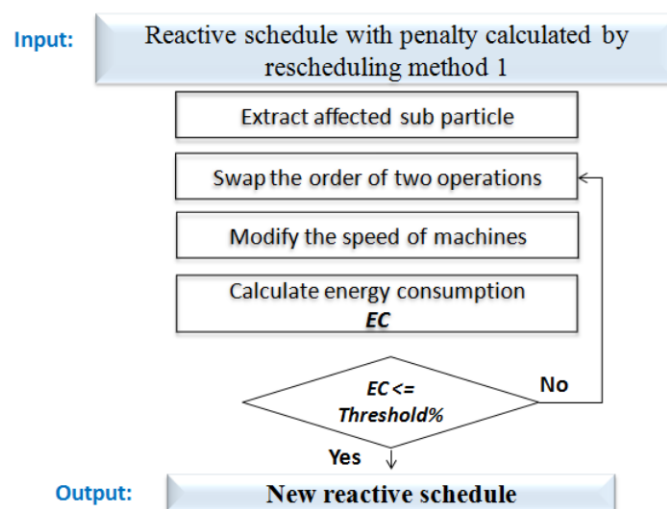 Input:
Reactive schedule with penalty calculated by
rescheduling method 1
Extract affected sub particle
Swap the order of two operations
Modify the speed of machines
Calculate energy consumption
EC
EC <=
Threshold%
No
Yes
Output:
New reactive schedule